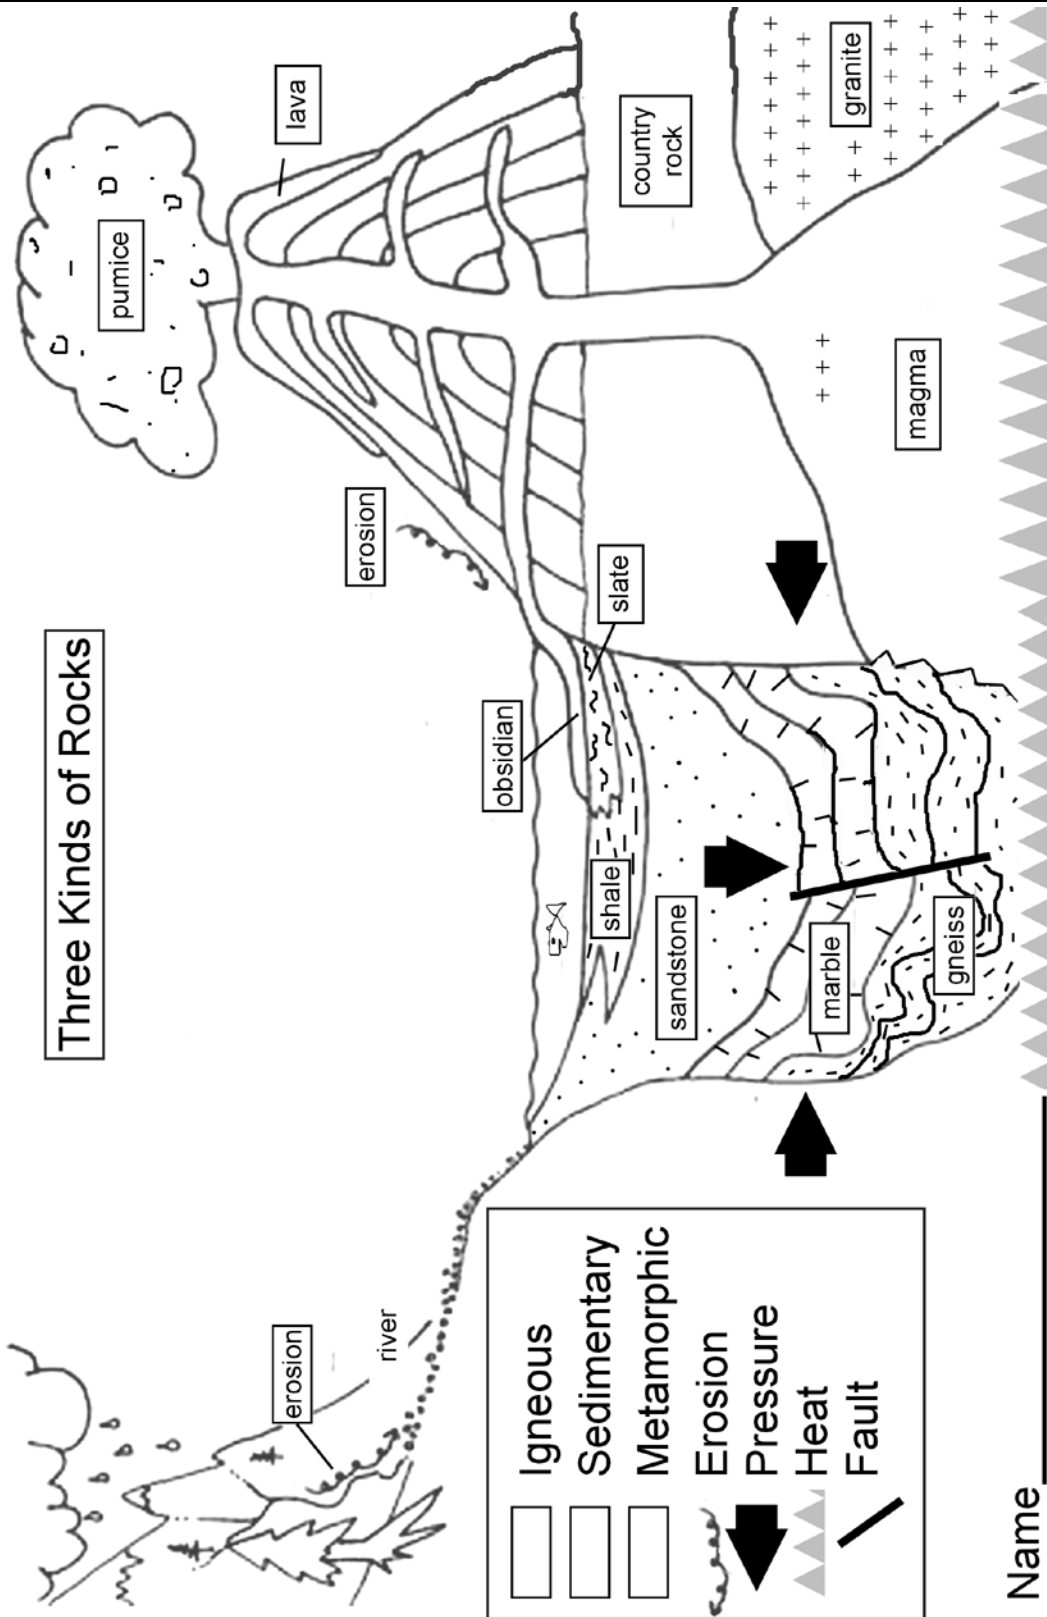 Three Kinds of Rocks
pumice
lava
erosion
erosion
river
obsidian
slate
shale
sandstone
marble
gneiss
country
rock
granite
magma
Igneous
Sedimentary
Metamorphic
Erosion
Pressure
Heat
Fault
Name